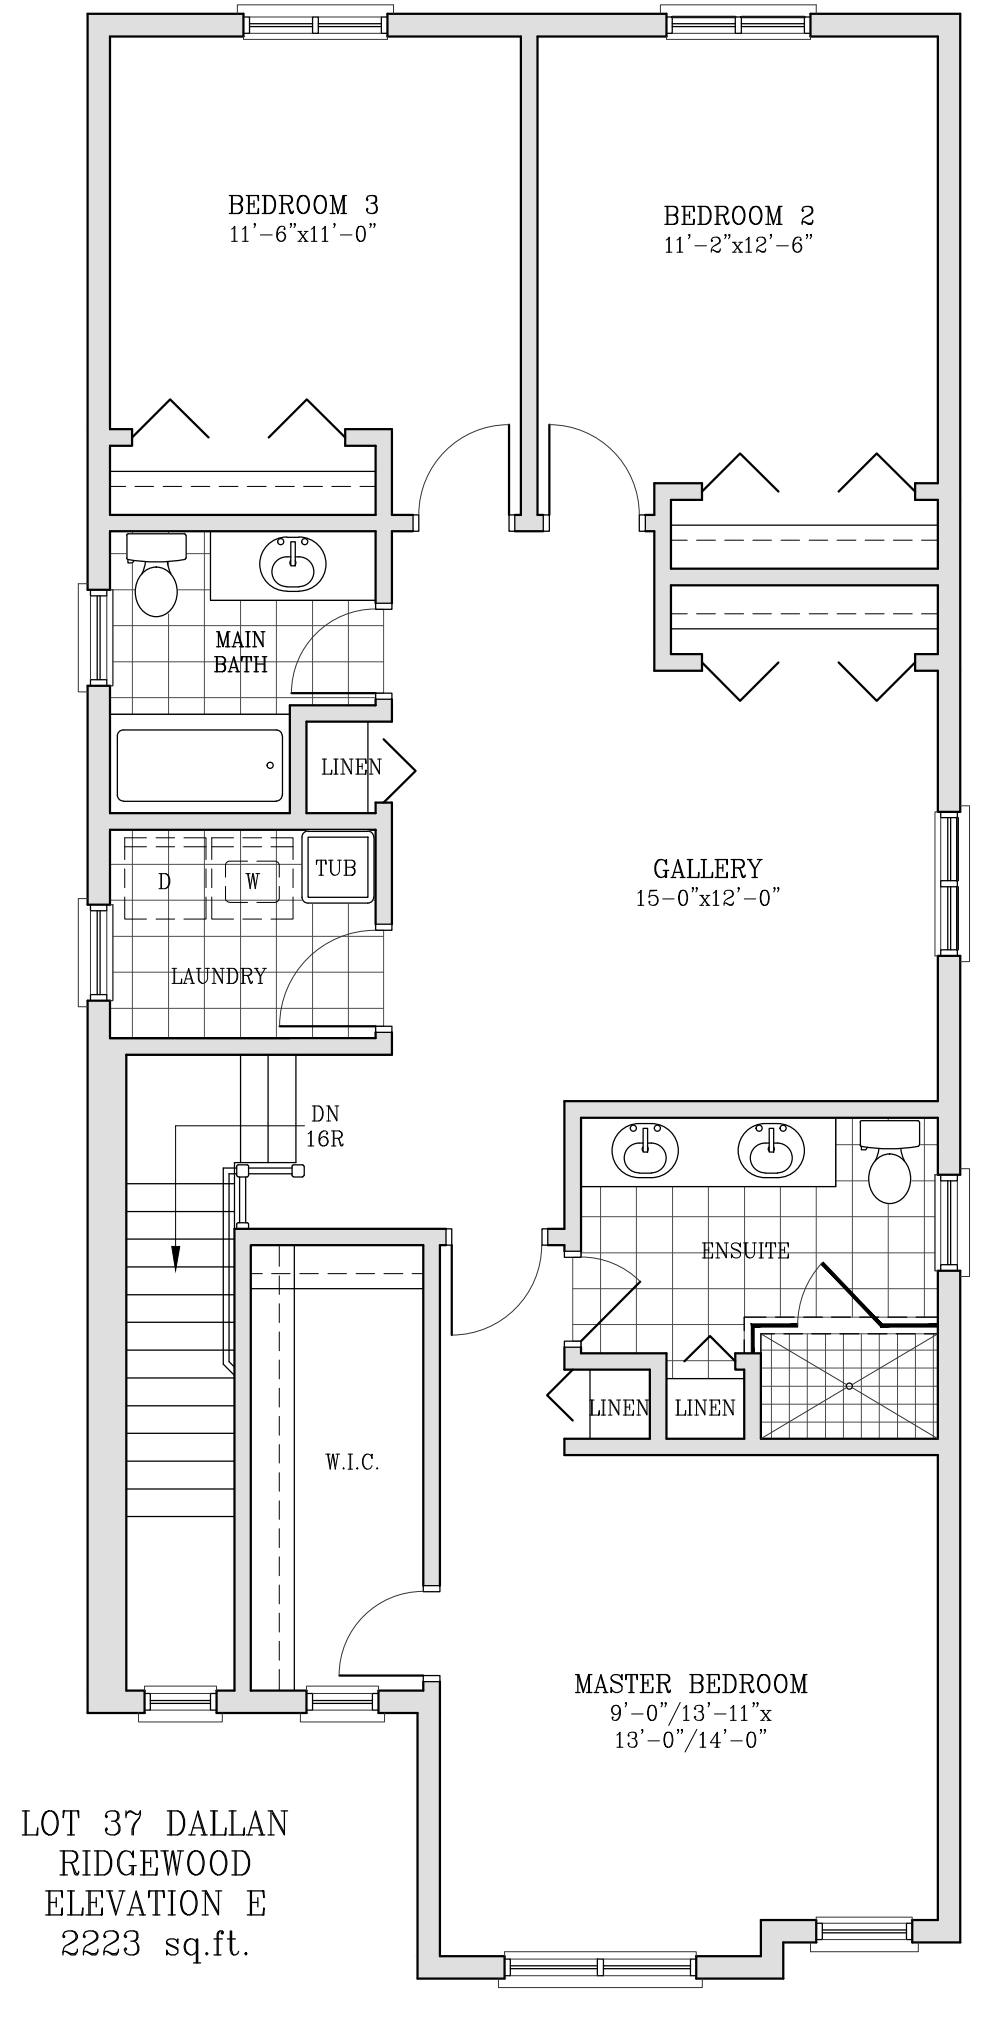 BEDROOM 3
11'-6"x11'-0"
BEDROOM 2
11'-2"x12'-6"
MAIN
BATH
LINEN
D
W
TUB
LAUNDRY
GALLERY
15-0"x12'-0"
DN
16R
ENSUITE
LINEN
LINEN
W.I.C.
MASTER BEDROOM
9'-0"/13'-11"x
13'-0"/14'-0"
LOT 37 DALLAN
RIDGEWOOD
ELEVATION E
2223 sq.ft.